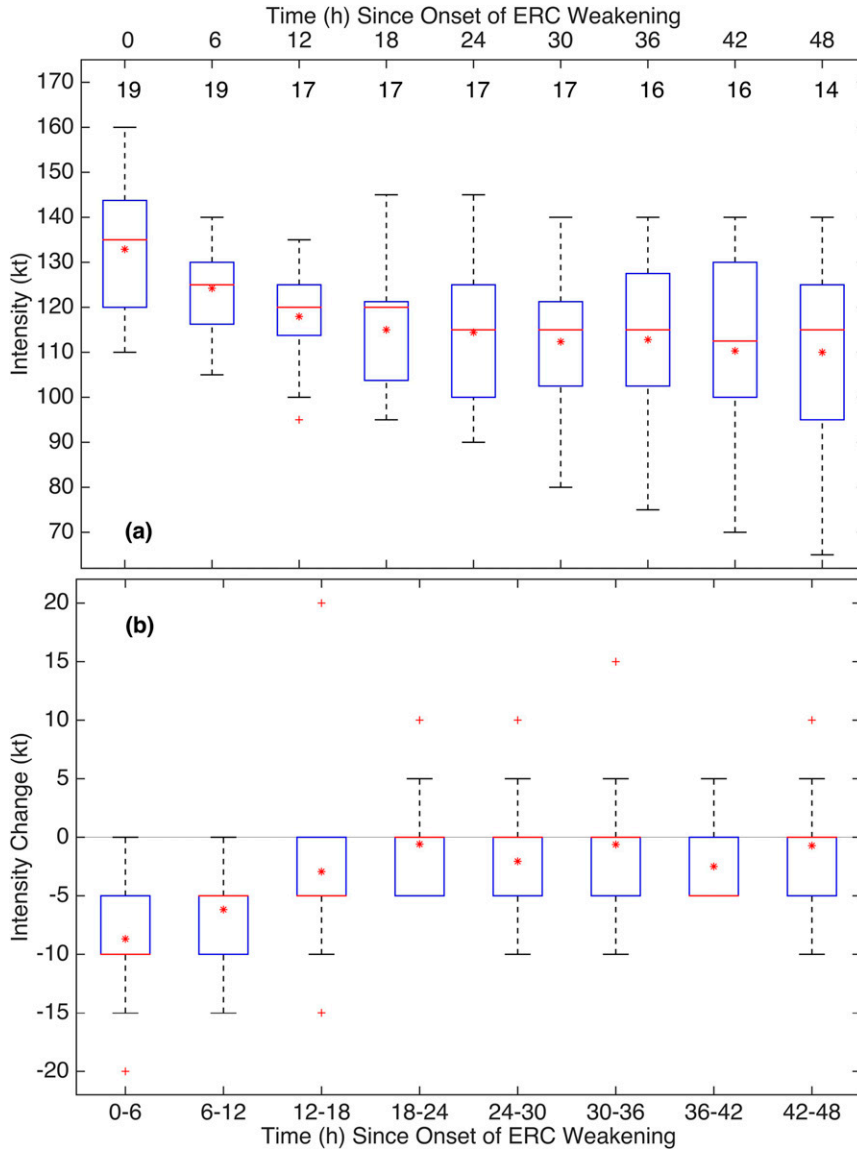 Time (h) Since Onset of ERC Weakening
0 6 12 18 24 30 36 42 48
170
19 19 17 17 17 17 16 16 14
160
150
140
130
120
110
100
90
80
70
Intensity (kt)
(a)
20
15
10
5
0
-5
-10
-15
-20
Intensity Change (kt)
(b)
0-6 6-12 12-18 18-24 24-30 30-36 36-42 42-48
Time (h) Since Onset of ERC Weakening